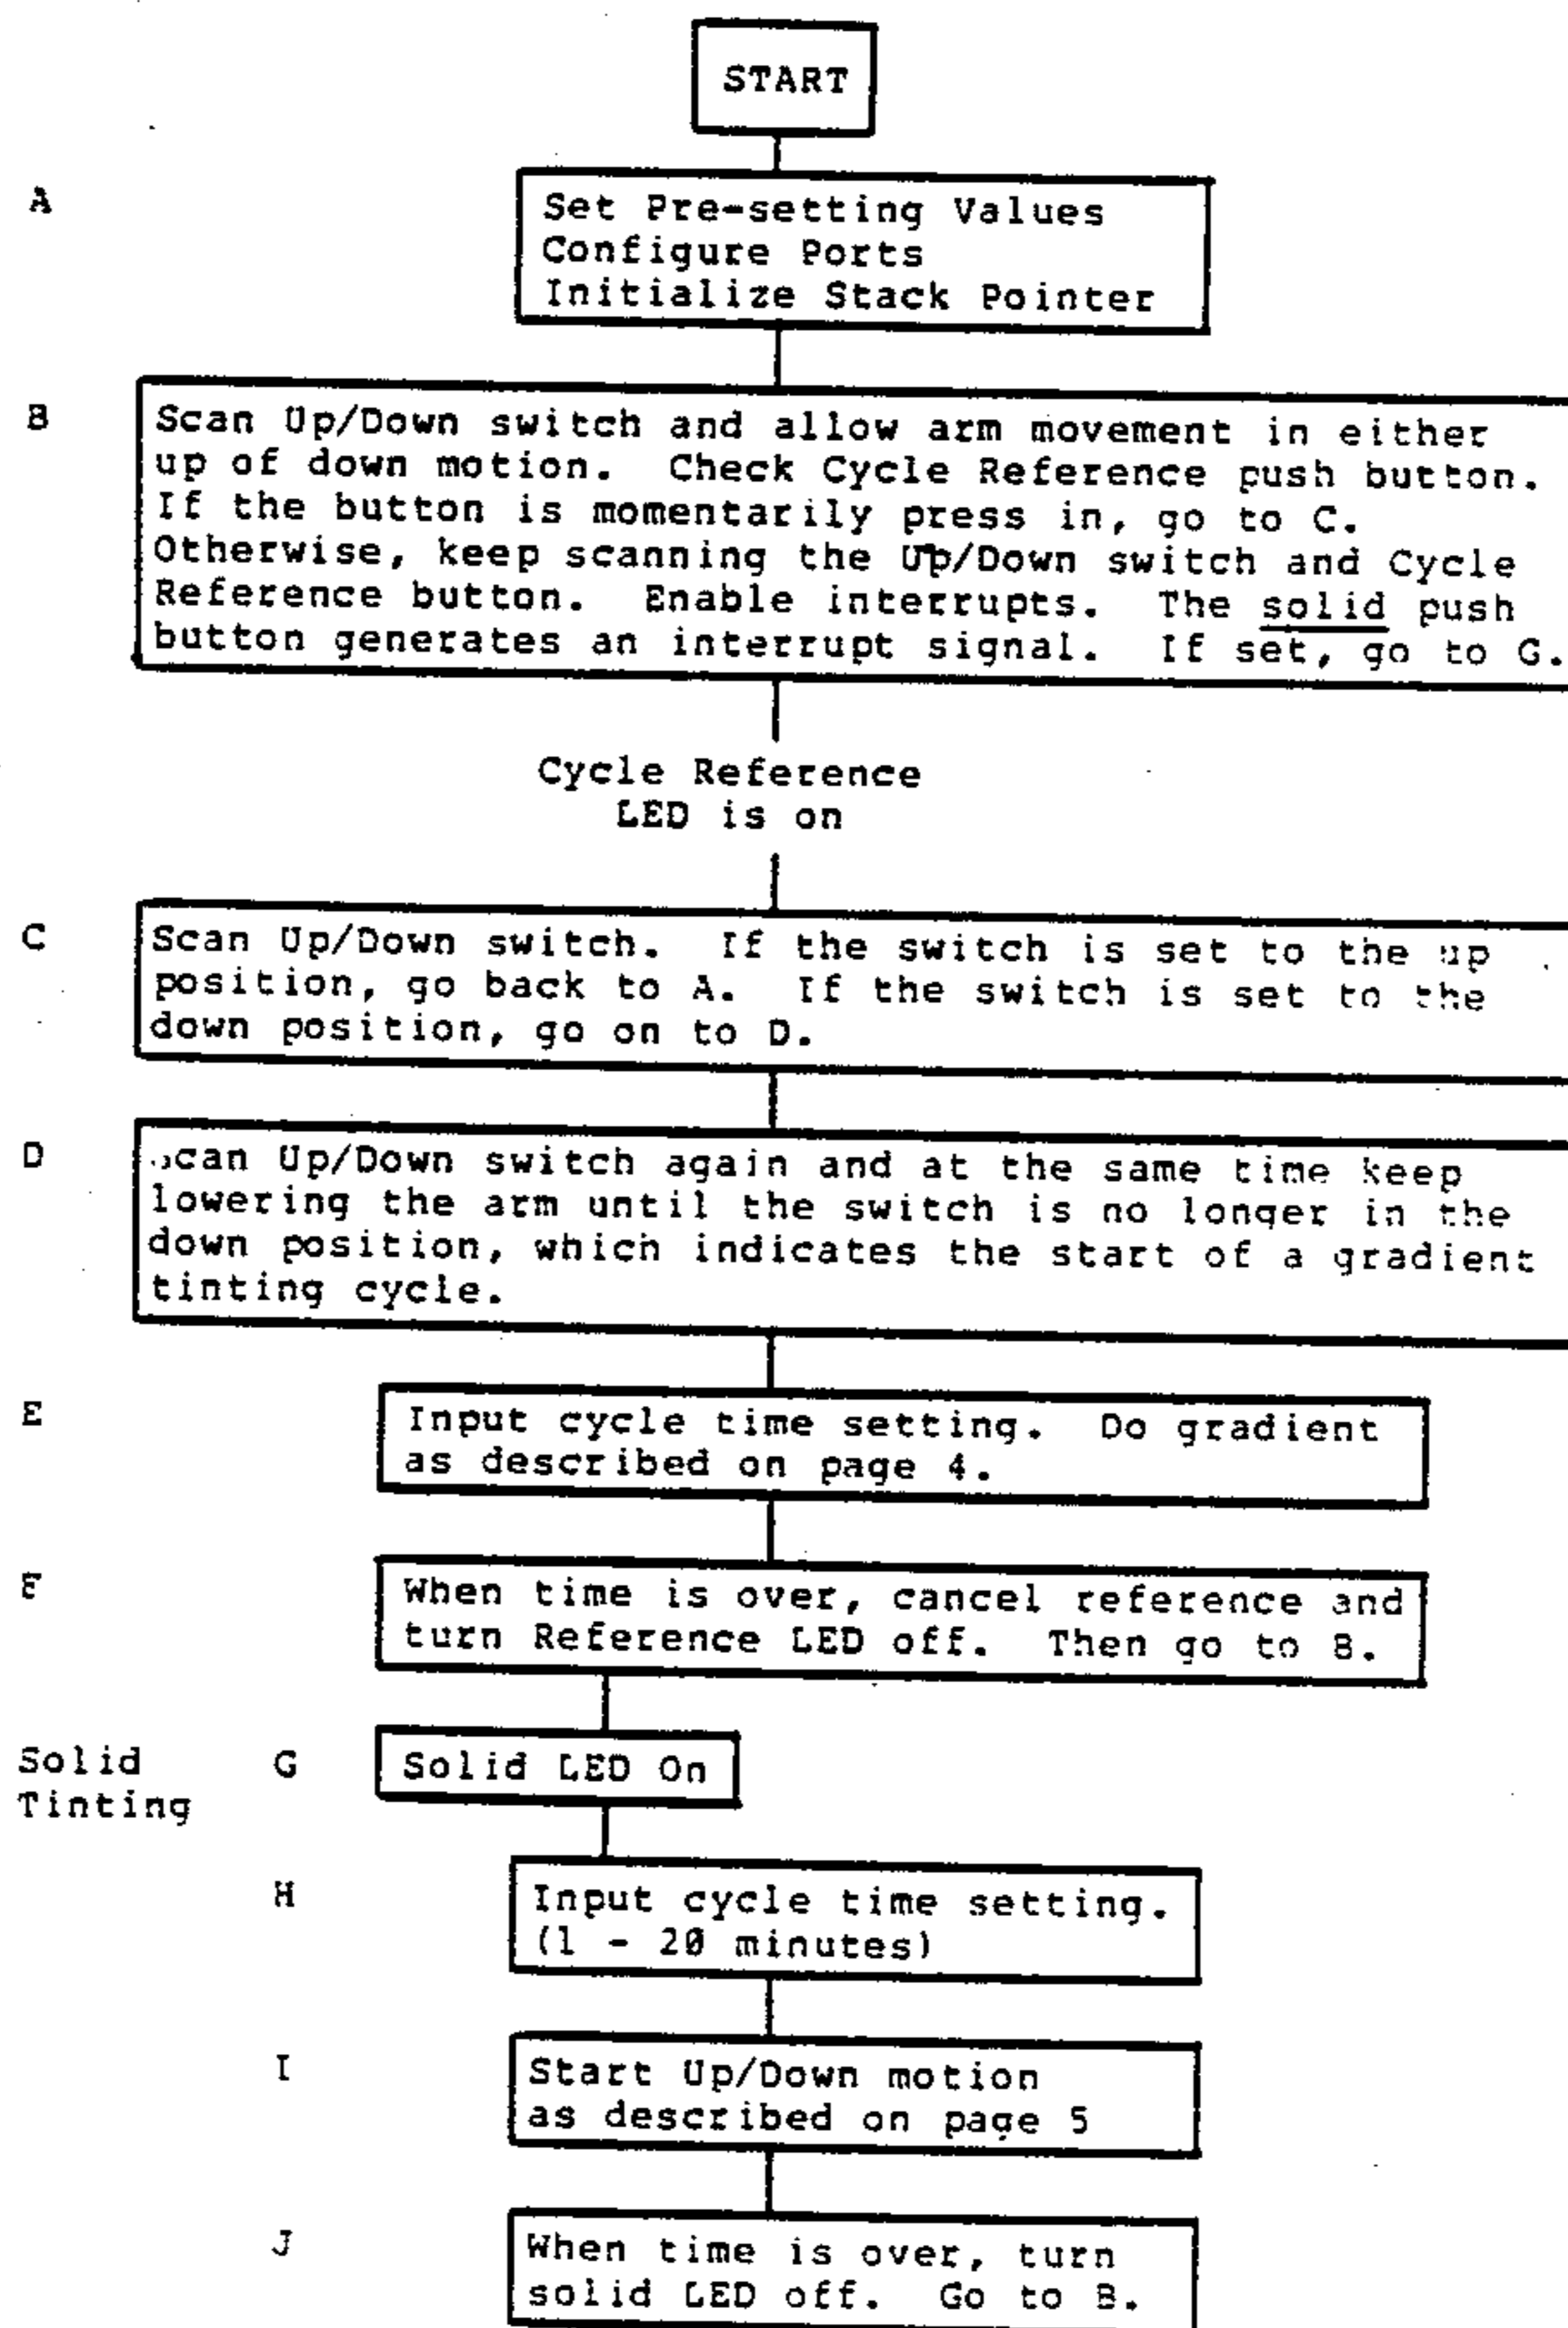 START
A
Set Pre-setting Values
Configure Ports
Initialize Stack Pointer
B
Scan Up/Down switch and allow arm movement in either
up of down motion. Check Cycle Reference push button.
If the button is momentarily press in, go to C.
Otherwise, keep scanning the Up/Down switch and Cycle
Reference button. Enable interrupts. The solid push
button generates an interrupt signal. If set, go to G.
Cycle Reference
LED is on
C
Scan Up/Down switch. If the switch is set to the up
position, go back to A. If the switch is set to the
down position, go on to D.
D
Scan Up/Down switch again and at the same time keep
lowering the arm until the switch is no longer in the
down position, which indicates the start of a gradient
tinting cycle.
E
Input cycle time setting. Do gradient
as described on page 4.
F
When time is over, cancel reference and
turn Reference LED off. Then go to B.
Solid
Tinting
G
Solid LED On
H
Input cycle time setting.
(1 - 20 minutes)
I
Start Up/Down motion
as described on page 5
J
When time is over, turn
solid LED off. Go to B.